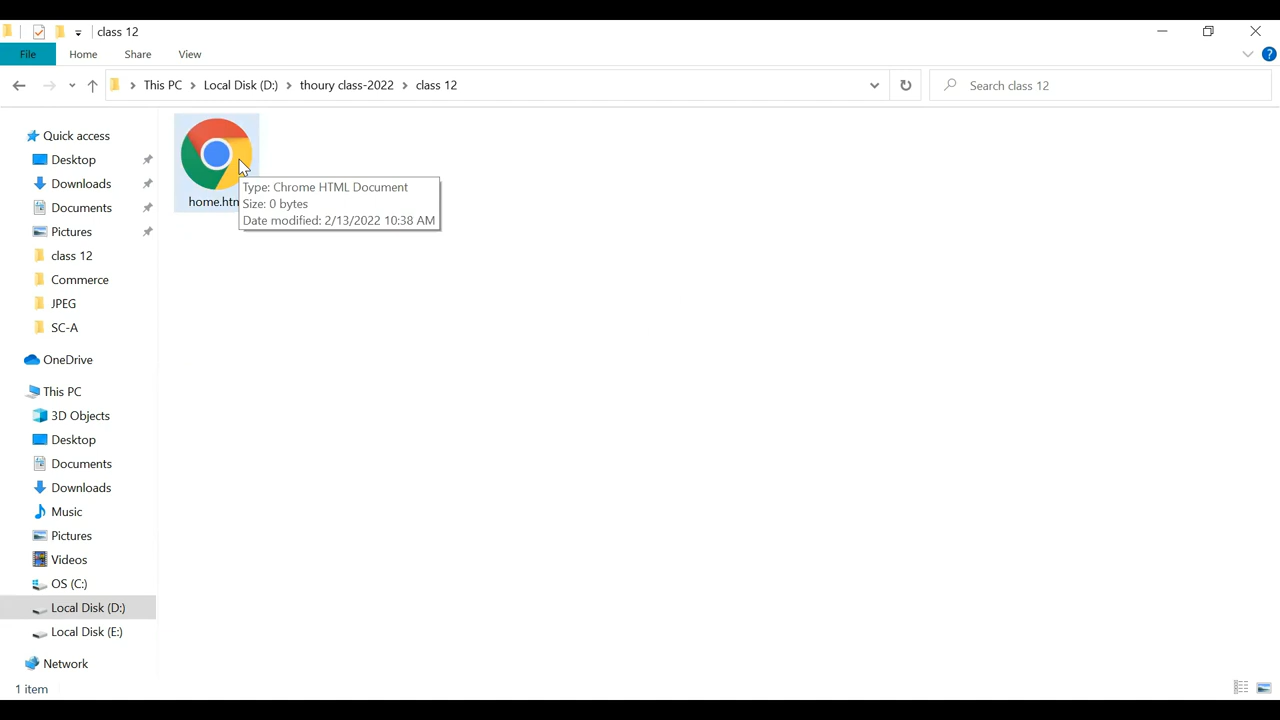 class 12
File Home Share View
This PC Local Disk (D:) thoury class-2022 class 12 Search class 12
Quick access
Desktop
Downloads
Documents
Pictures
class 12
Commerce
JPEG
SC-A
OneDrive
This PC
3D Objects
Desktop
Documents
Downloads
Music
Pictures
Videos
OS (C:)
Local Disk (D:)
Local Disk (E:)
Network
home.htm
Type: Chrome HTML Document
Size: 0 bytes
Date modified: 2/13/2022 10:38 AM
1 item